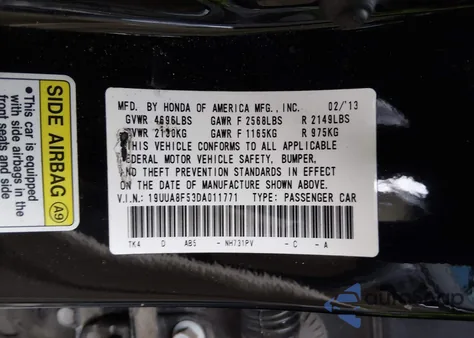 SIDE AIRBAG A9
•This car is equipped
with side airbags in the
front seats and side
MFD. BY HONDA OF AMERICA MFG., INC. 02/'13
GVWR 4696LBS GAWR F 2568LBS R 2149LBS
GVWR 2130KG GAWR F 1165KG R 975KG
THIS VEHICLE CONFORMS TO ALL APPLICABLE
FEDERAL MOTOR VEHICLE SAFETY, BUMPER,
AND THEFT PREVENTION STANDARDS IN EFFECT
ON THE DATE OF MANUFACTURE SHOWN ABOVE.
V.I.N.: 19UUA8F53DA011771 TYPE: PASSENGER CAR
TK4 0 AB5 - NH731PV - C - A